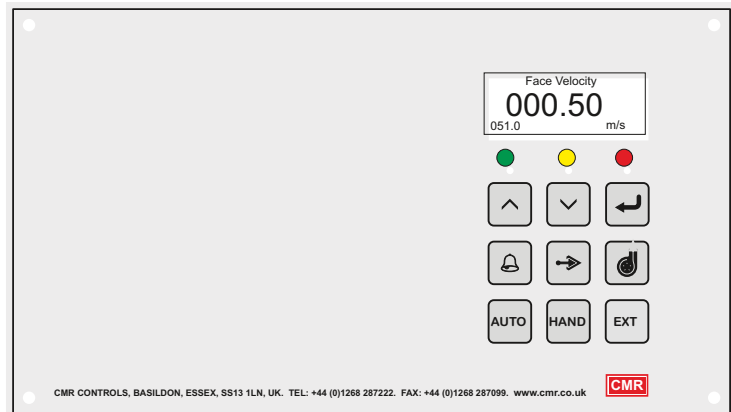 Face Velocity
000.50
051.0 m/s
AUTO HAND EXT
CMR
CMR CONTROLS, BASILDON, ESSEX, SS13 1LN, UK. TEL: +44 (0)1268 287222. FAX: +44 (0)1268 287099. www.cmr.co.uk